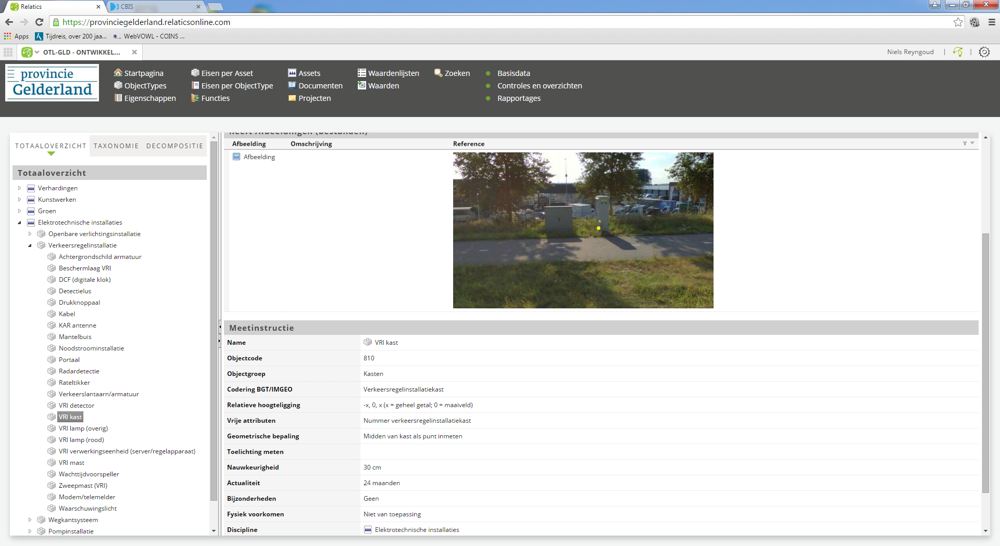 Relatics
CBIS
https://provinciegelderland.relaticsonline.com
Apps
Tijdreis, over 200 jaa...
WebVOWL - COINS ...
OTL-GLD - ONTWIKKEL...
Niels Reyngoud
provincie
Gelderland
Startpagina
ObjectTypes
Eigenschappen
Eisen per Asset
Eisen per ObjectType
Functies
Assets
Documenten
Projecten
Waardenlijsten
Waarden
Zoeken
Basisdata
Controles en overzichten
Rapportages
TOTAALOVERZICHT TAXONOMIE DECOMPOSITIE
Totaaloverzicht
Verhardingen
Kunstwerken
Groen
Elektrotechnische installaties
Openbare verlichtingsinstallatie
Verkeersregelinstallatie
Achtergrondschild armatuur
Beschermlaag VRI
DCF (digitale klok)
Detectielus
Drukknoppaal
Kabel
KAR antenne
Mantelbuis
Noodstroominstallatie
Portaal
Radardetectie
Rateltikker
Verkeerslantaarn/armatuur
VRI detector
VRI kast
VRI lamp (overig)
VRI lamp (rood)
VRI verwerkingseenheid (server/regelapparaat)
VRI mast
Wachttijdvoorspeller
Zweepmast (VRI)
Modem/telemelder
Waarschuwingslicht
Wegkantsysteem
Pompinstallatie
heeft Afbeeldingen (bestanden)
Afbeelding Omschrijving Reference
Afbeelding
A
Meetinstructie
Name VRI kast
Objectcode 810
Objectgroep Kasten
Codering BGT/IMGEO Verkeersregelinstallatiekast
Relatieve hoogteligging -x, 0, x (x = geheel getal; 0 = maaiveld)
Vrije attributen Nummer verkeersregelinstallatiekast
Geometrische bepaling Midden van kast als punt inmeten
Toelichting meten
Nauwkeurigheid 30 cm
Actualiteit 24 maanden
Bijzonderheden Geen
Fysiek voorkomen Niet van toepassing
Discipline Elektrotechnische installaties